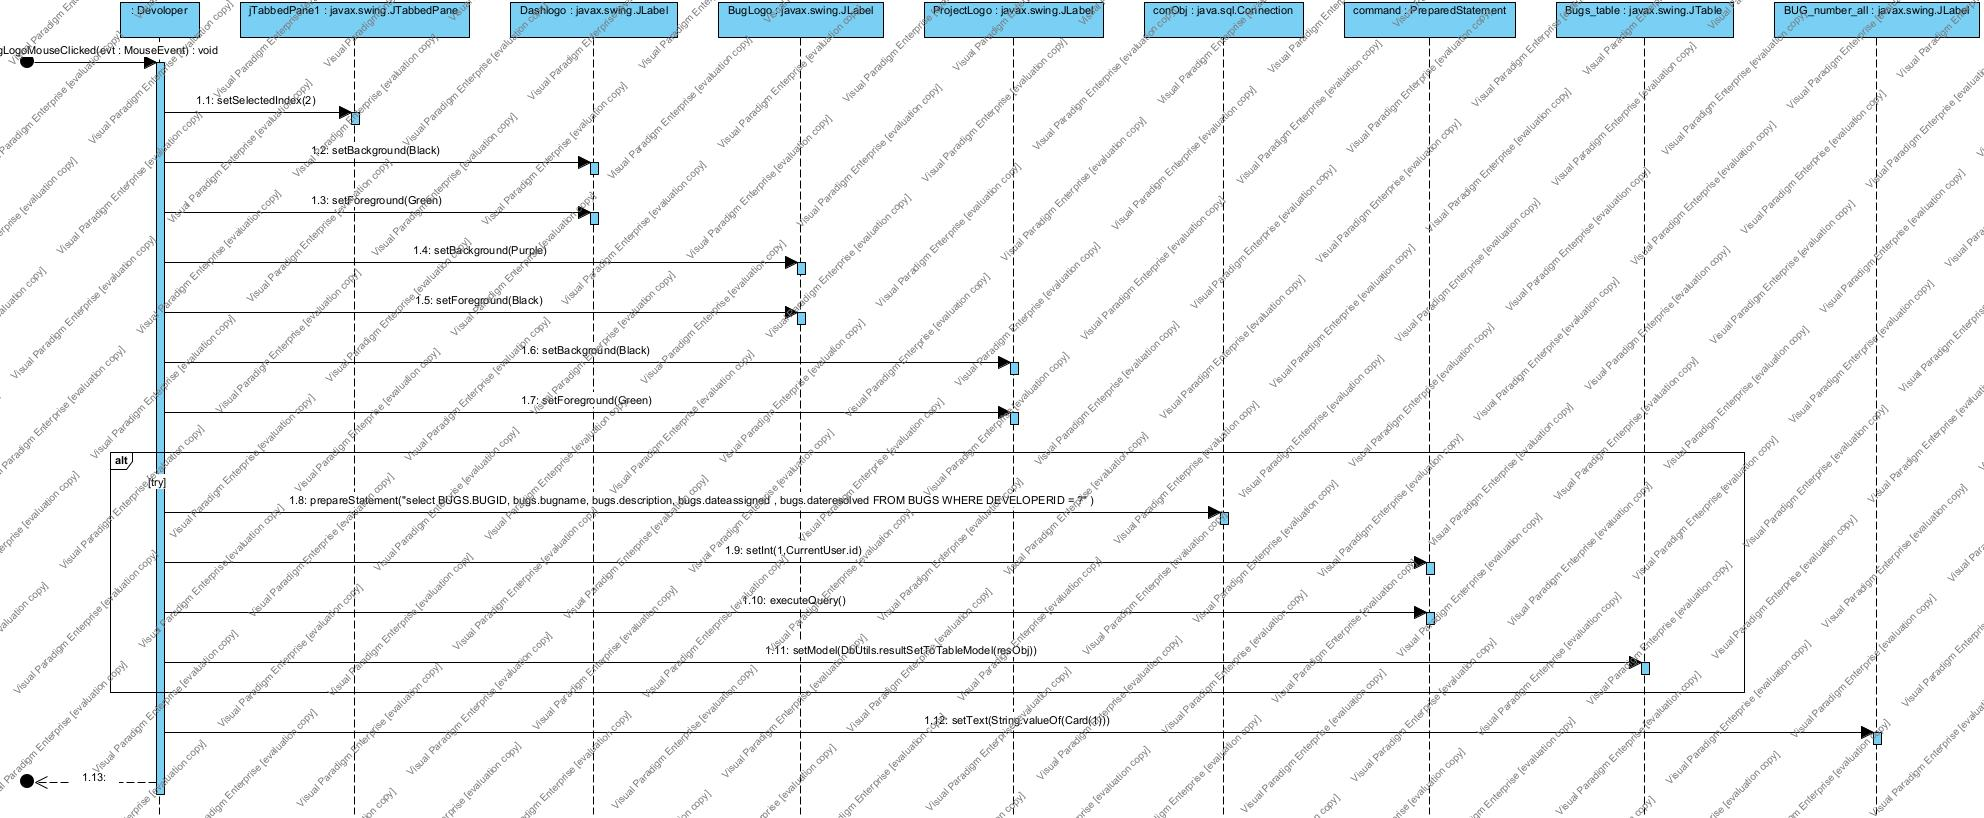 : Devoloper
jTabbedPane1 : javax.swing.JTabbedPane
Dashlogo : javax.swing.JLabel
BugLogo : javax.swing.JLabel
ProjectLogo : javax.swing.JLabel
conObj : java.sql.Connection
command : PreparedStatement
Bugs_table : javax.swing.JTable
BUG_number_all : javax.swing.JLabel
gLogoMouseClicked(evt : MouseEvent) : void
1.1: setSelectedIndex(2)
1.2: setBackground(Black)
1.3: setForeground(Green)
1.4: setBackground(Purple)
1.5: setForeground(Black)
1.6: setBackground(Black)
1.7: setForeground(Green)
alt
[try]
1.8: prepareStatement("select BUGS.BUGID, bugs.bugname, bugs.description, bugs.dateassigned , bugs.dateresolved FROM BUGS WHERE DEVELOPERID = ?" )
1.9: setInt(1,CurrentUser.id)
1.10: executeQuery()
1.11: setModel(DbUtils.resultSetToTableModel(resObj))
1.12: setText(String.valueOf(Card(1)))
1.13:
Visual Paradigm Enterprise [evaluation copy]